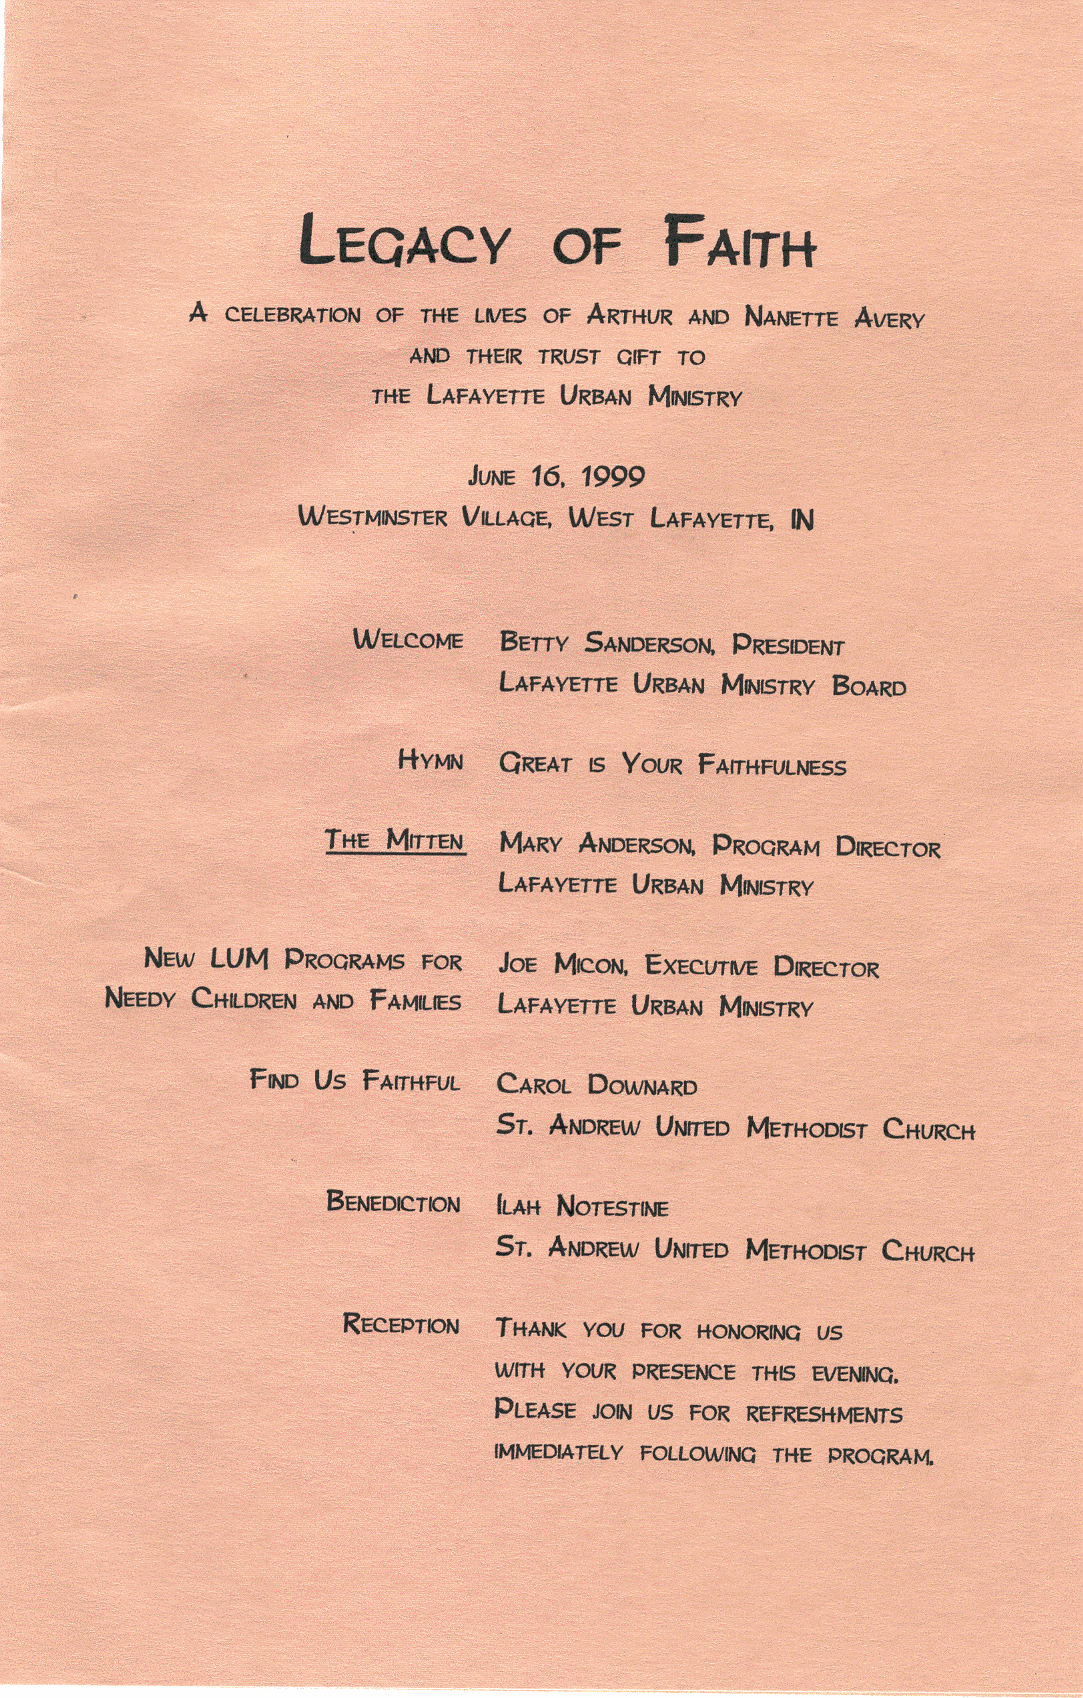 Legacy of Faith
A celebration of the lives of Arthur and Nanette Avery
and their trust gift to
the Lafayette Urban Ministry
June 16, 1999
Westminster Village, West Lafayette, IN
Welcome Betty Sanderson, President
Lafayette Urban Ministry Board
Hymn Great is Your Faithfulness
The Mitten Mary Anderson, Program Director
Lafayette Urban Ministry
New LUM Programs for Joe Micon, Executive Director
Needy Children and Families Lafayette Urban Ministry
Find Us Faithful Carol Downard
St. Andrew United Methodist Church
Benediction Ilah Notestine
St. Andrew United Methodist Church
Reception Thank you for honoring us
with your presence this evening.
Please join us for refreshments
immediately following the program.